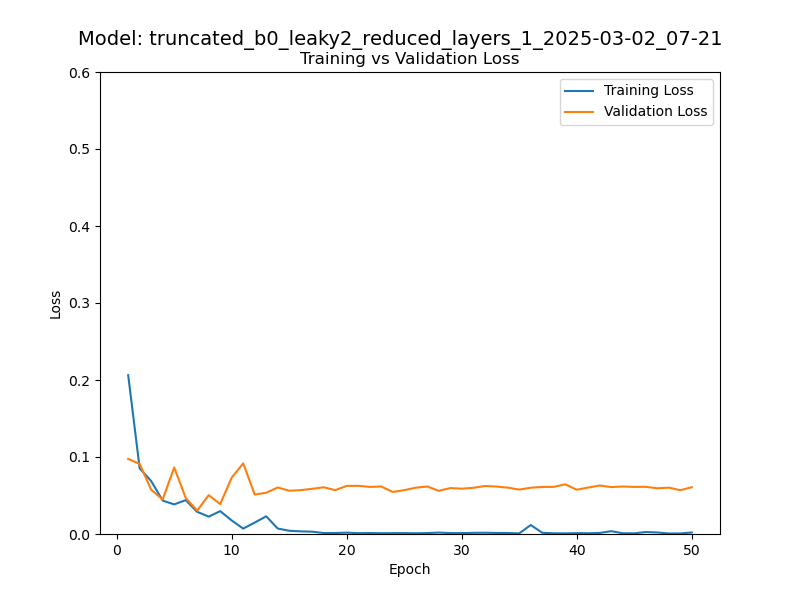 Model: truncated_b0_leaky2_reduced_layers_1_2025-03-02_07-21
Training vs Validation Loss
Training Loss
Validation Loss
0.6
0.5
0.4
0.3
0.2
0.1
0.0
Loss
0 10 20 30 40 50
Epoch